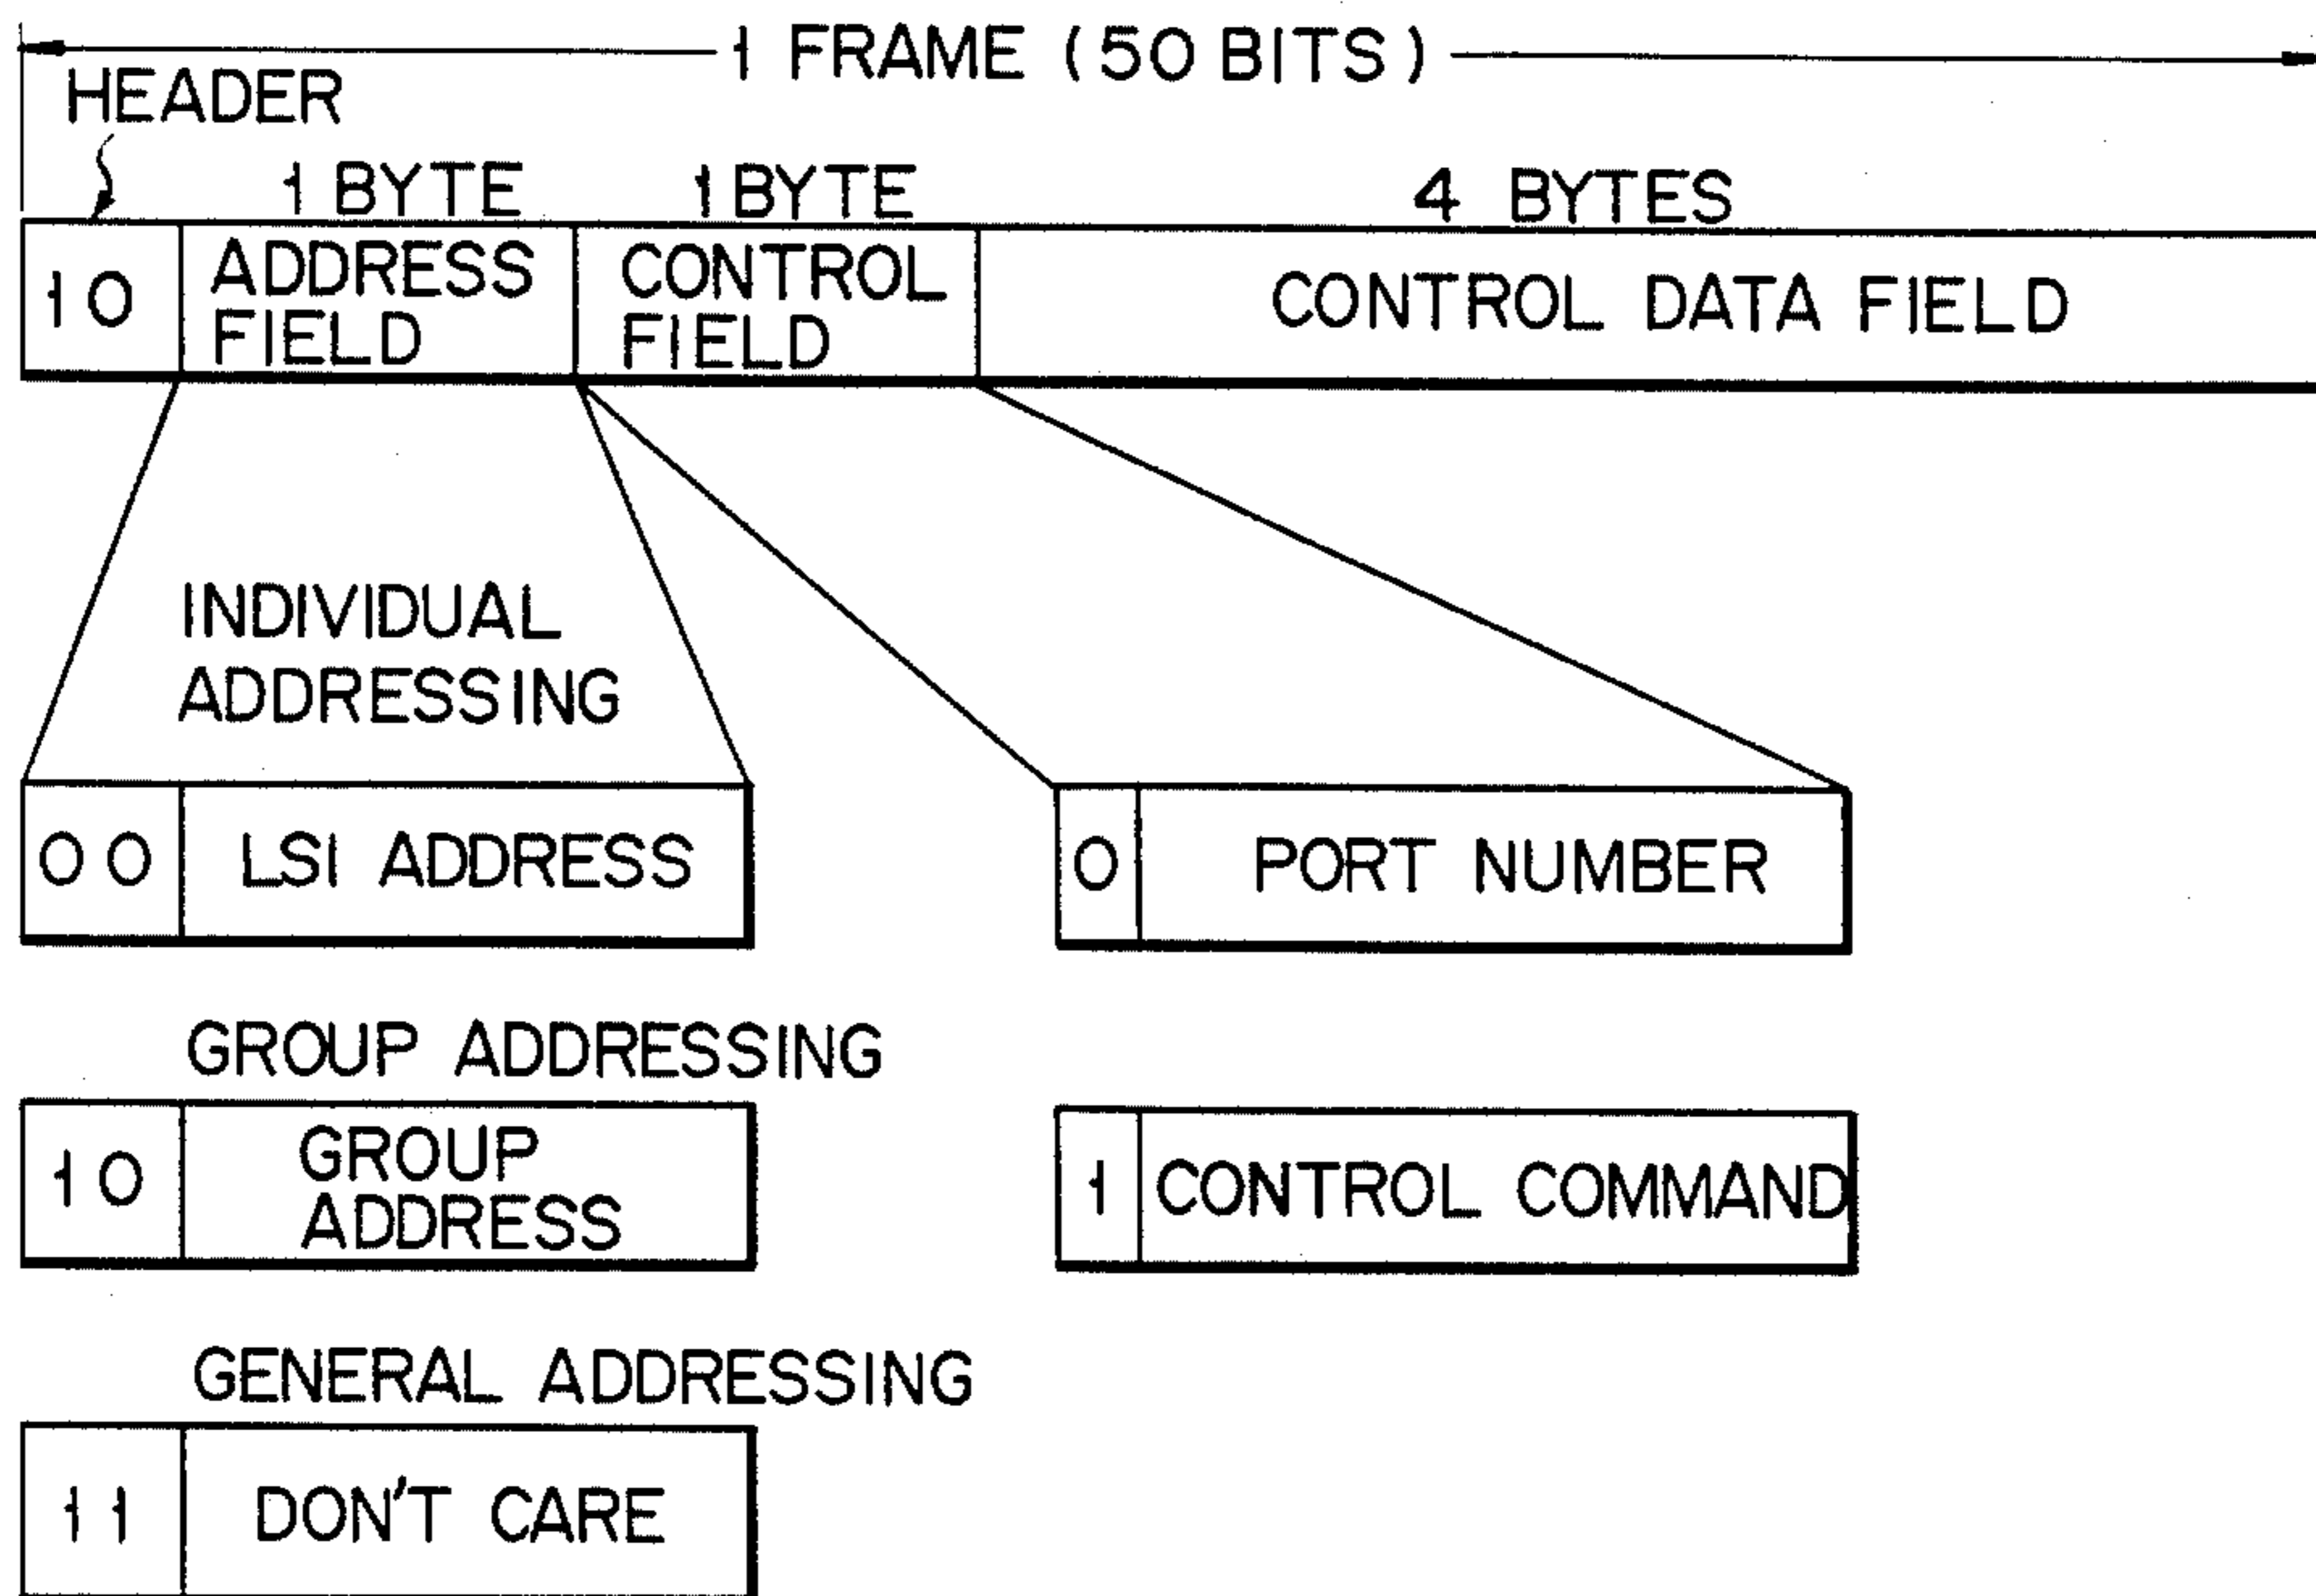 1 FRAME (50 BITS)
HEADER
1 BYTE 1 BYTE 4 BYTES
10 ADDRESS FIELD CONTROL FIELD CONTROL DATA FIELD
INDIVIDUAL
ADDRESSING
00 LSI ADDRESS 0 PORT NUMBER
GROUP ADDRESSING
10 GROUP ADDRESS 1 CONTROL COMMAND
GENERAL ADDRESSING
11 DON'T CARE